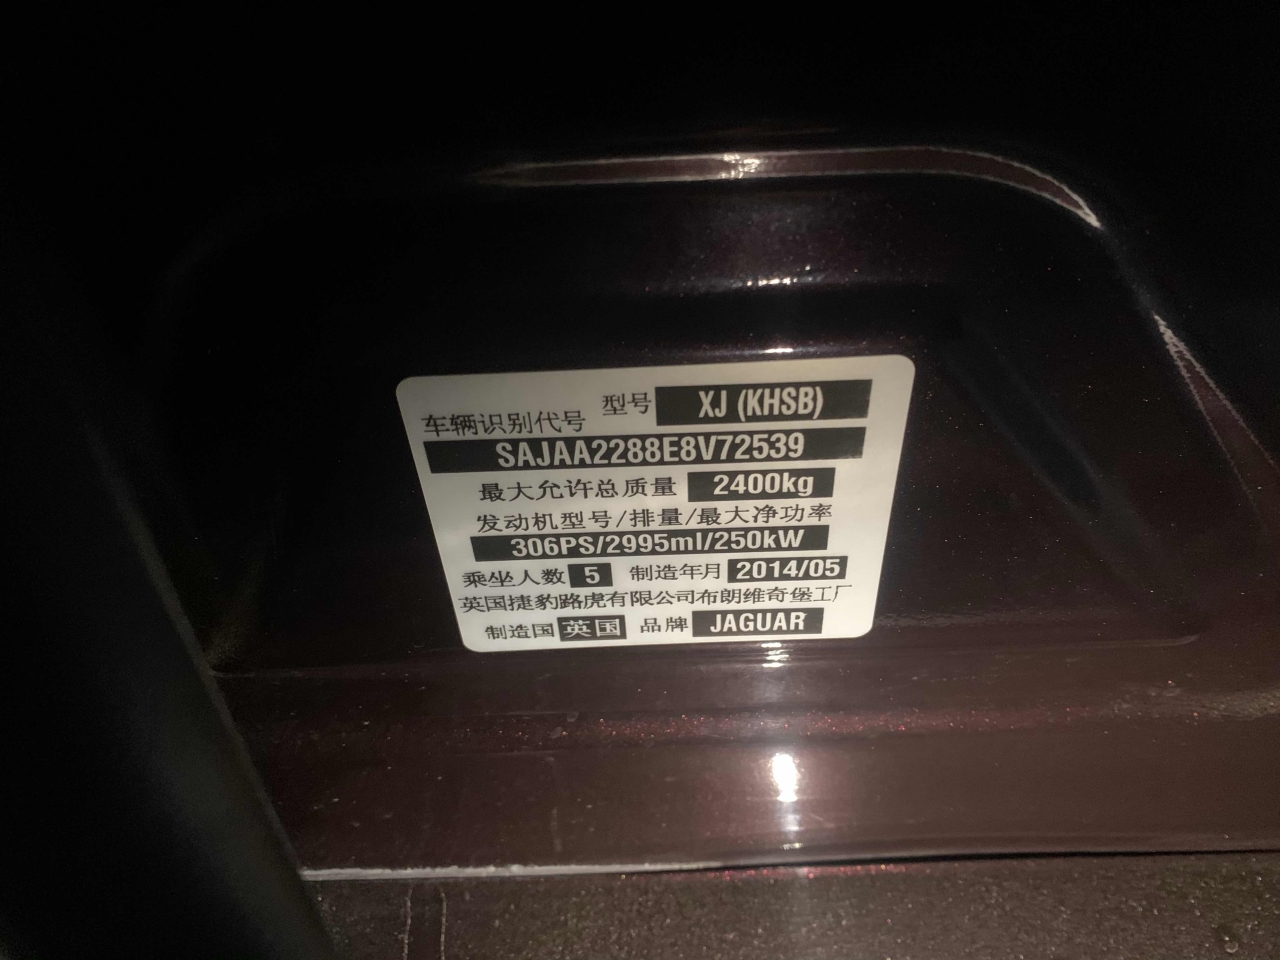 型号 XJ (KHSB)
车辆识别代号
SAJAA2288E8V72539
最大允许总质量 2400kg
发动机型号/排量/最大净功率
306PS/2995ml/250kW
乘坐人数 5 制造年月 2014/05
英国捷豹路虎有限公司布朗维奇堡工厂
制造国 英国 品牌 JAGUAR